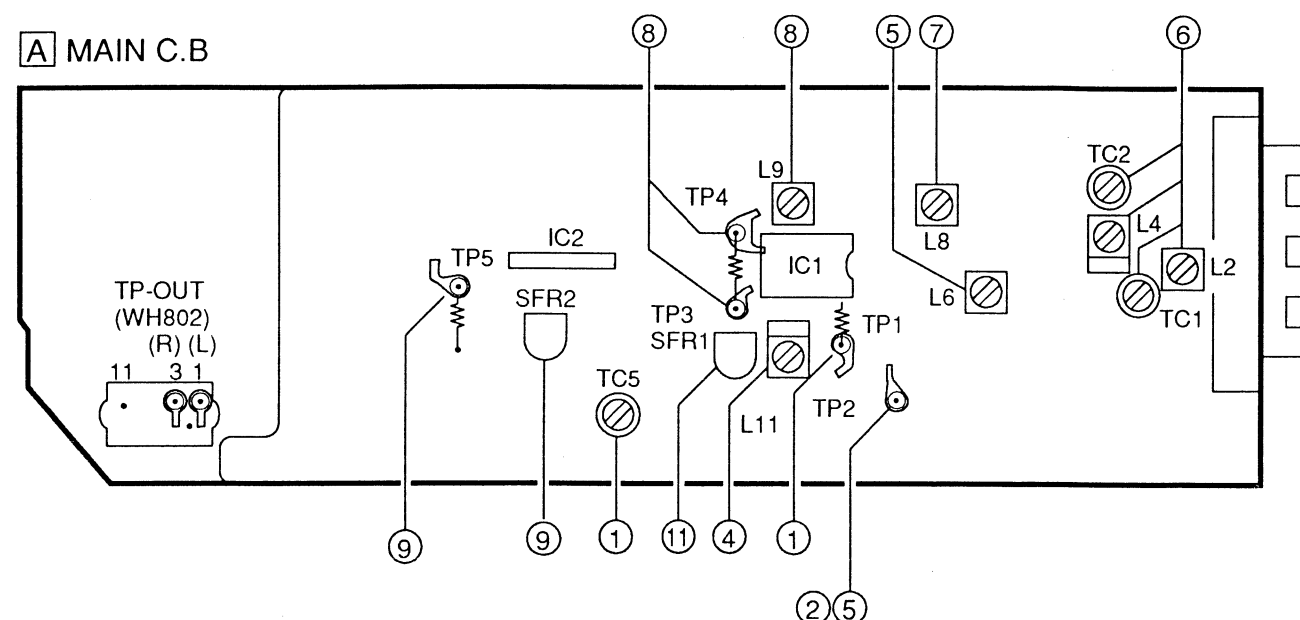 8 8 5 7 6
A MAIN C.B
TC2
L9
TP4
L4
L8
IC2
TP5
IC1
L2
TP-OUT
SFR2
L6
(WH802)
TP3
TP1
TC1
(R) (L)
SFR1
11 3 1
TC5
TP2
L11
9 9 1 11 4 1
2 5